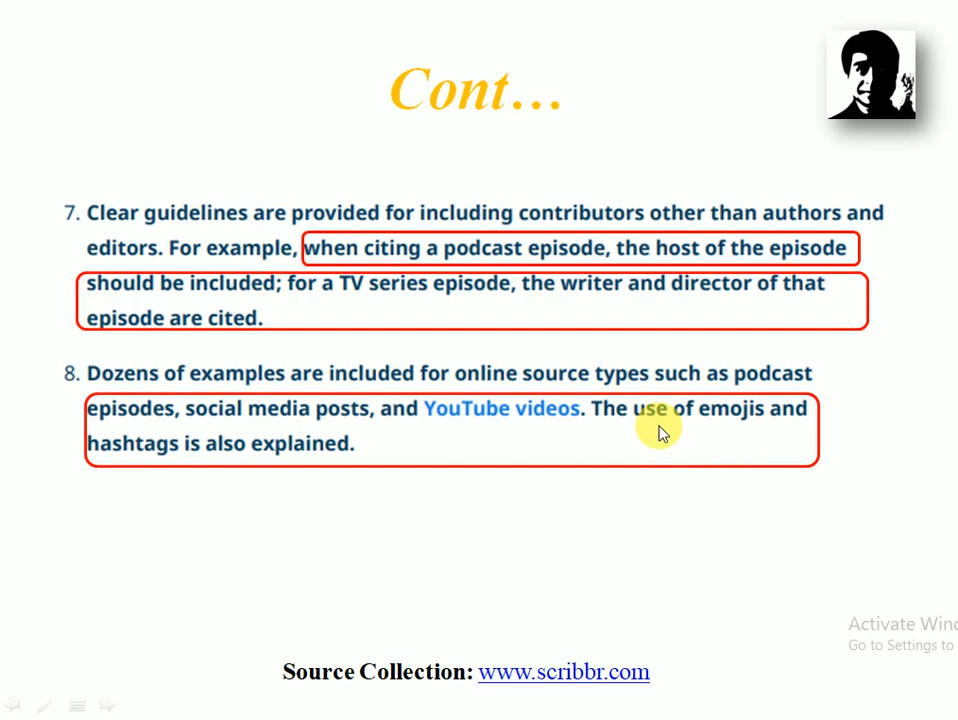 Cont…
7. Clear guidelines are provided for including contributors other than authors and
editors. For example, when citing a podcast episode, the host of the episode
should be included; for a TV series episode, the writer and director of that
episode are cited.
8. Dozens of examples are included for online source types such as podcast
episodes, social media posts, and YouTube videos. The use of emojis and
hashtags is also explained.
Activate Win
Go to Settings to
Source Collection: www.scribbr.com